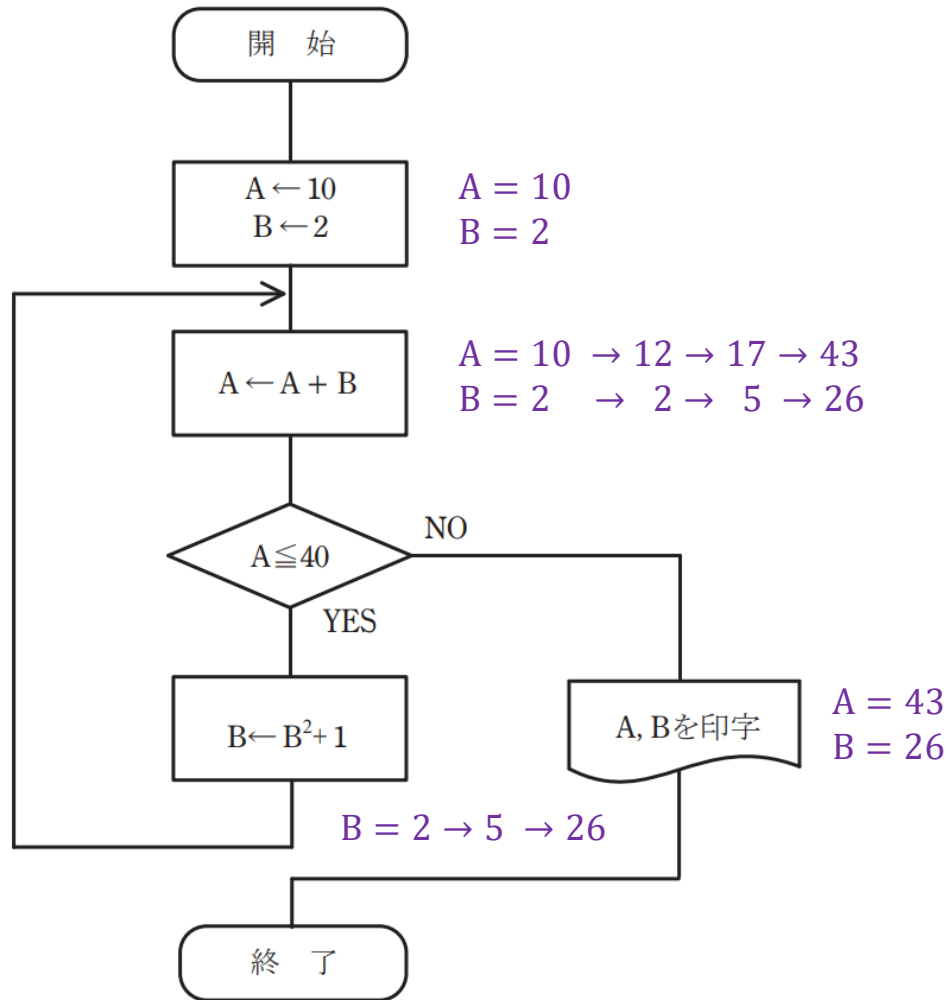 開 始
A←10
B←2
A = 10
B = 2
A←A + B
A = 10 → 12 → 17 → 43
B = 2 → 2 → 5 → 26
A≦40
NO
YES
B←B²+1
A, Bを印字
A = 43
B = 26
B = 2 → 5 → 26
終 了